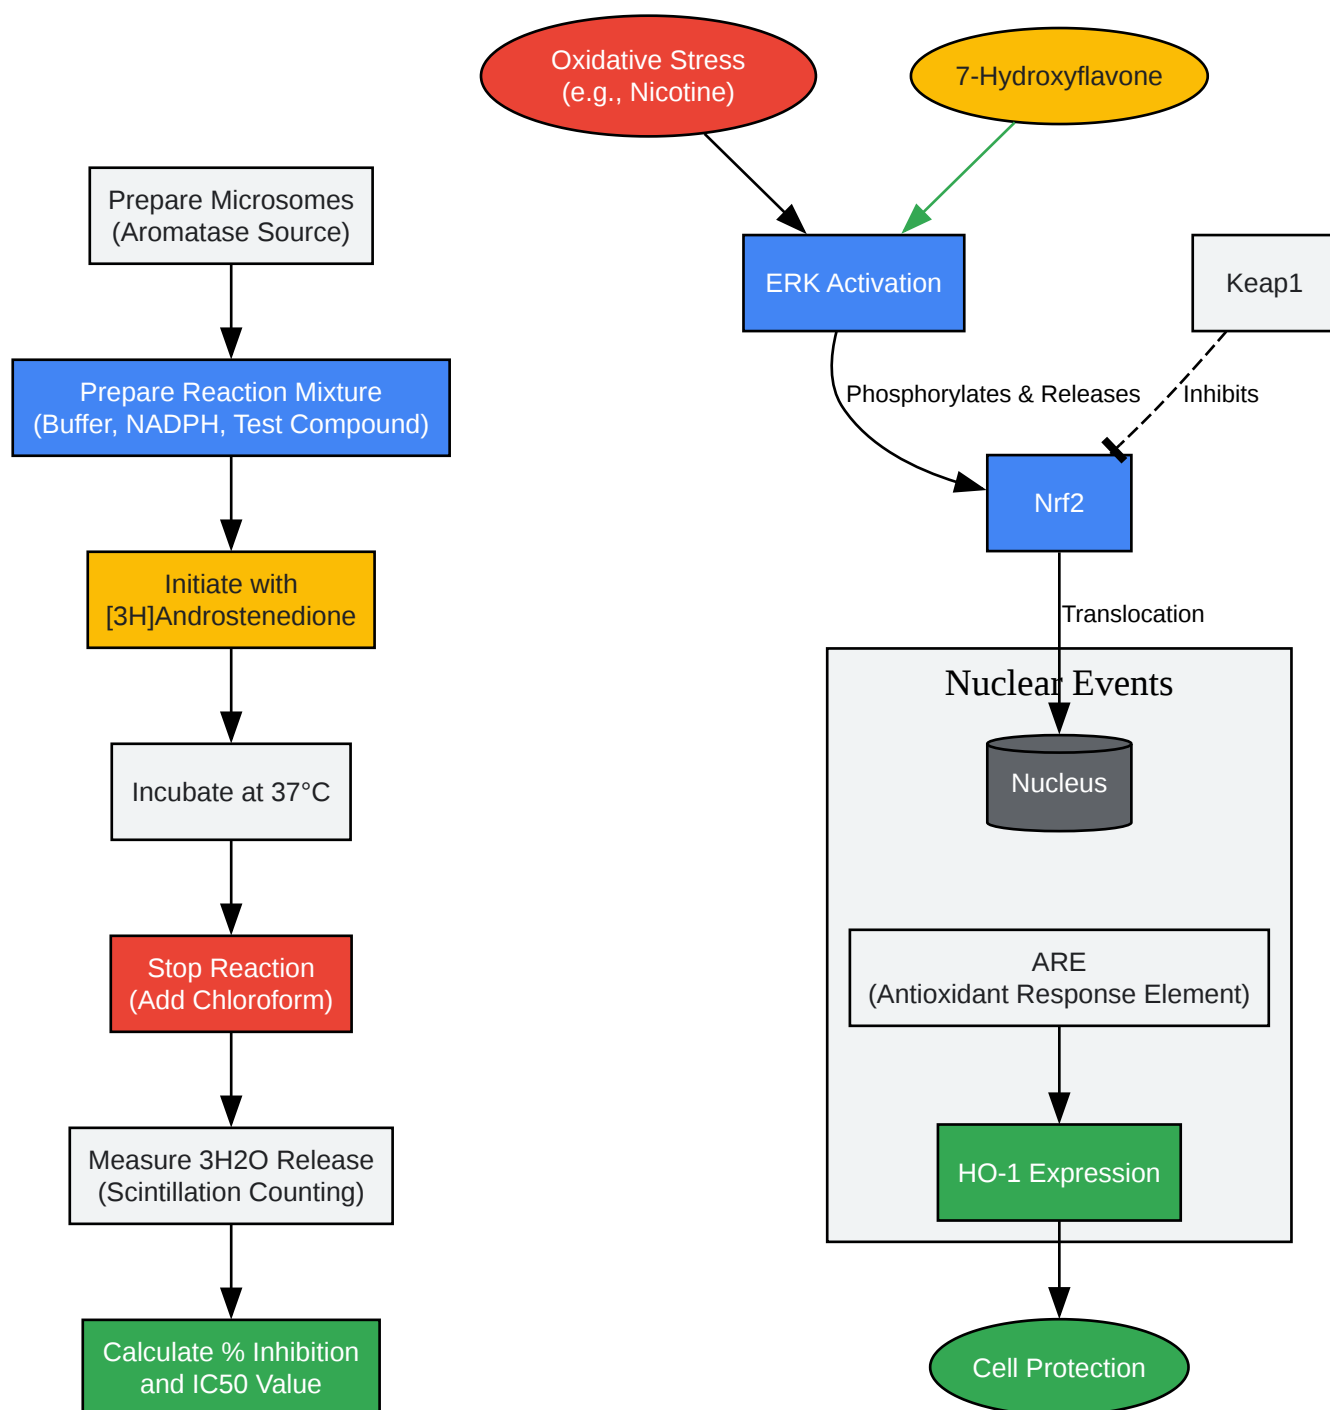 Prepare Microsomes
(Aromatase Source)
Prepare Reaction Mixture
(Buffer, NADPH, Test Compound)
Initiate with
[3H]Androstenedione
Incubate at 37°C
Stop Reaction
(Add Chloroform)
Measure 3H2O Release
(Scintillation Counting)
Calculate % Inhibition
and IC50 Value
Oxidative Stress
(e.g., Nicotine)
7-Hydroxyflavone
ERK Activation
Keap1
Phosphorylates & Releases
Inhibits
Nrf2
Translocation
Nuclear Events
Nucleus
ARE
(Antioxidant Response Element)
HO-1 Expression
Cell Protection